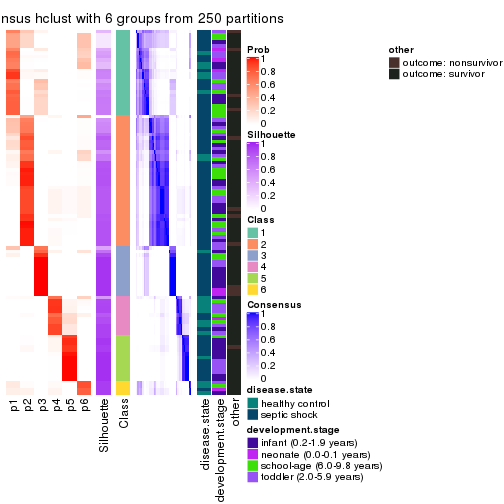 nsus hclust with 6 groups from 250 partitions
Prob
1
0.8
0.6
0.4
0.2
0
Silhouette
1
0.8
0.6
0.4
0.2
0
Class
1
2
3
4
5
6
Consensus
1
0.8
0.6
0.4
0.2
0
disease.state
healthy control
septic shock
development.stage
infant (0.2-1.9 years)
neonate (0.0-0.1 years)
school-age (6.0-9.8 years)
toddler (2.0-5.9 years)
other
outcome: nonsurvivor
outcome: survivor
p1
p2
p3
p4
p5
p6
Silhouette
Class
disease.state
development.stage
other